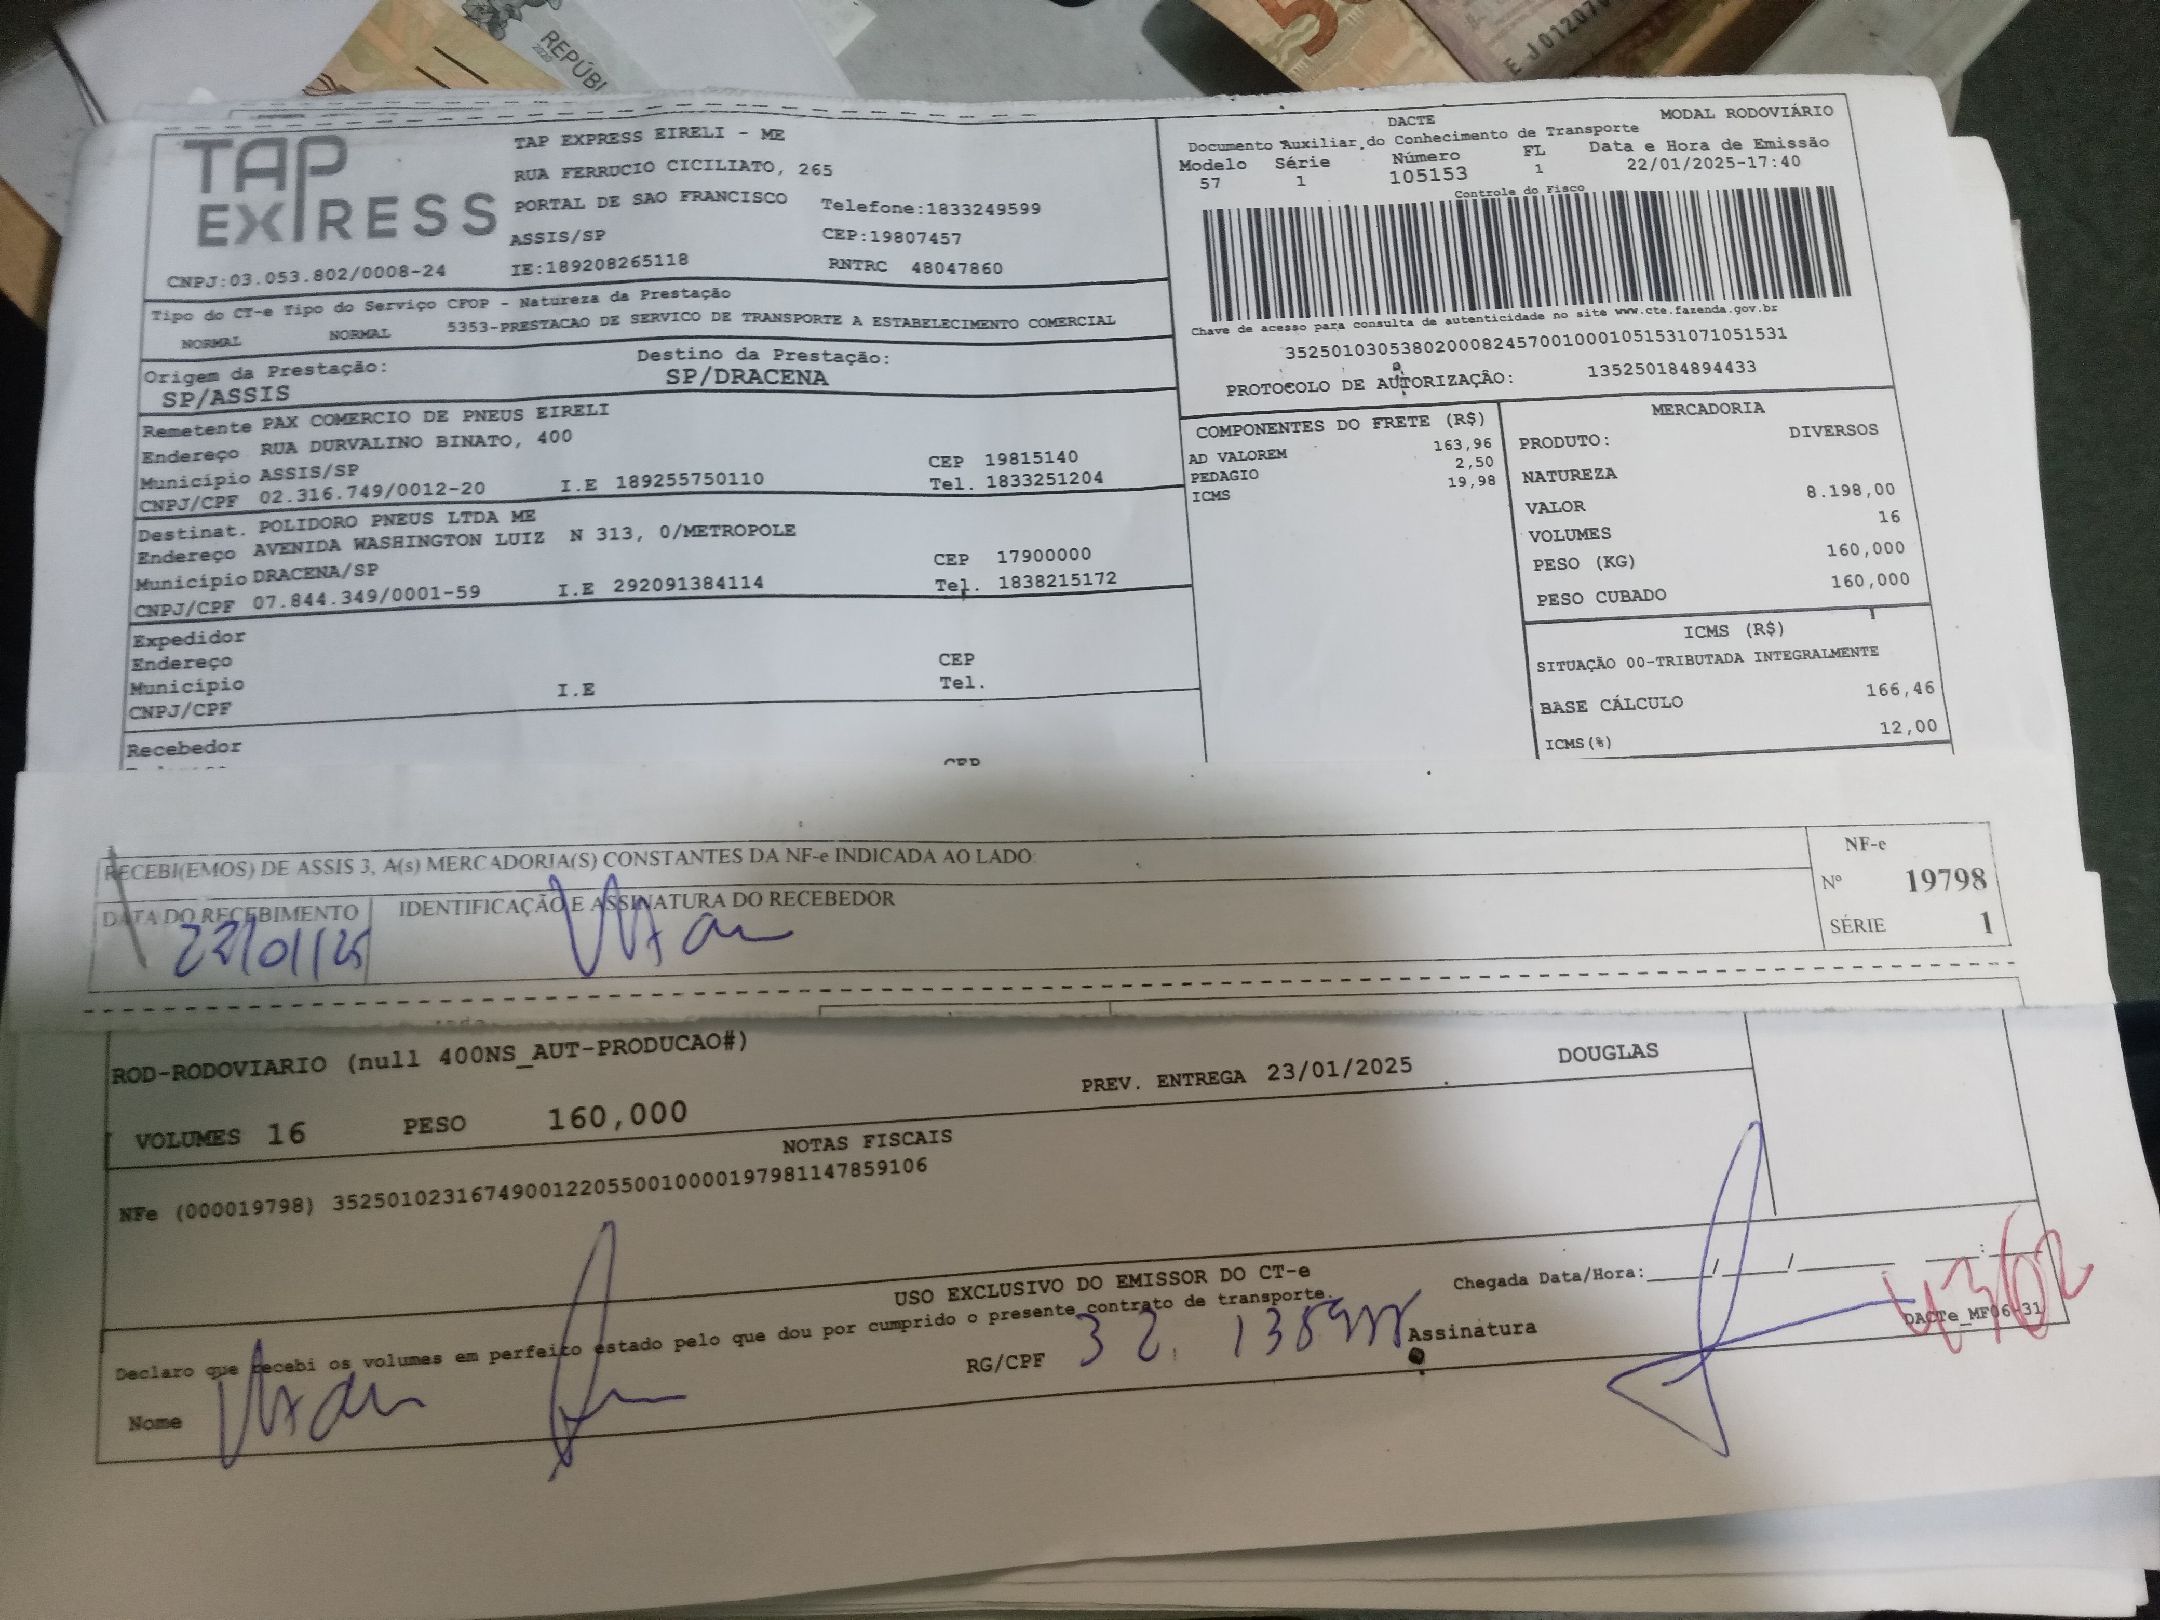 REPÚBL
50
E J01207
TAP
EXPRESS
CNPJ:03.053.802/0008-24
TAP EXPRESS EIRELI - ME
RUA FERRUCIO CICILIATO, 265
PORTAL DE SAO FRANCISCO Telefone:1833249599
ASSIS/SP CEP:19807457
IE:189208265118 RNTRC 48047860
DACTE MODAL RODOVIÁRIO
Documento Auxiliar do Conhecimento de Transporte
Modelo Série Número FL Data e Hora de Emissão
57 1 105153 1 22/01/2025-17:40
Controle do Fisco
Chave de acesso para consulta de autenticidade no site www.cte.fazenda.gov.br
35250103053802000824570010001051531071051531
PROTOCOLO DE AUTORIZAÇÃO: 135250184894433
Tipo do CT-e Tipo do Serviço CFOP - Natureza da Prestação
NORMAL NORMAL 5353-PRESTACAO DE SERVICO DE TRANSPORTE A ESTABELECIMENTO COMERCIAL
Origem da Prestação: Destino da Prestação:
SP/ASSIS SP/DRACENA
Remetente PAX COMERCIO DE PNEUS EIRELI
Endereço RUA DURVALINO BINATO, 400
Município ASSIS/SP CEP 19815140
CNPJ/CPF 02.316.749/0012-20 I.E 189255750110 Tel. 1833251204
Destinat. POLIDORO PNEUS LTDA ME
Endereço AVENIDA WASHINGTON LUIZ N 313, 0/METROPOLE
Município DRACENA/SP CEP 17900000
CNPJ/CPF 07.844.349/0001-59 I.E 292091384114 Tel. 1838215172
Expedidor
Endereço CEP
Município I.E Tel.
CNPJ/CPF
Recebedor
CEP
COMPONENTES DO FRETE (R$)
AD VALOREM 163,96
PEDAGIO 2,50
ICMS 19,98
MERCADORIA
PRODUTO: DIVERSOS
NATUREZA
VALOR 8.198,00
VOLUMES 16
PESO (KG) 160,000
PESO CUBADO 160,000
ICMS (R$)
SITUAÇÃO 00-TRIBUTADA INTEGRALMENTE
BASE CÁLCULO 166,46
ICMS(%) 12,00
RECEBI(EMOS) DE ASSIS 3, A(s) MERCADORIA(S) CONSTANTES DA NF-e INDICADA AO LADO:
DATA DO RECEBIMENTO IDENTIFICAÇÃO E ASSINATURA DO RECEBEDOR
23/01/25
NF-e
Nº 19798
SÉRIE 1
ROD-RODOVIARIO (null 400NS_AUT-PRODUCAO#)
PREV. ENTREGA 23/01/2025 DOUGLAS
VOLUMES 16 PESO 160,000
NOTAS FISCAIS
NFe (000019798) 35250102316749001220550010000197981147859106
USO EXCLUSIVO DO EMISSOR DO CT-e
Declaro que recebi os volumes em perfeito estado pelo que dou por cumprido o presente contrato de transporte.
Chegada Data/Hora:____/____/____ ___:___
Nome RG/CPF Assinatura
DACTe_MF06-31